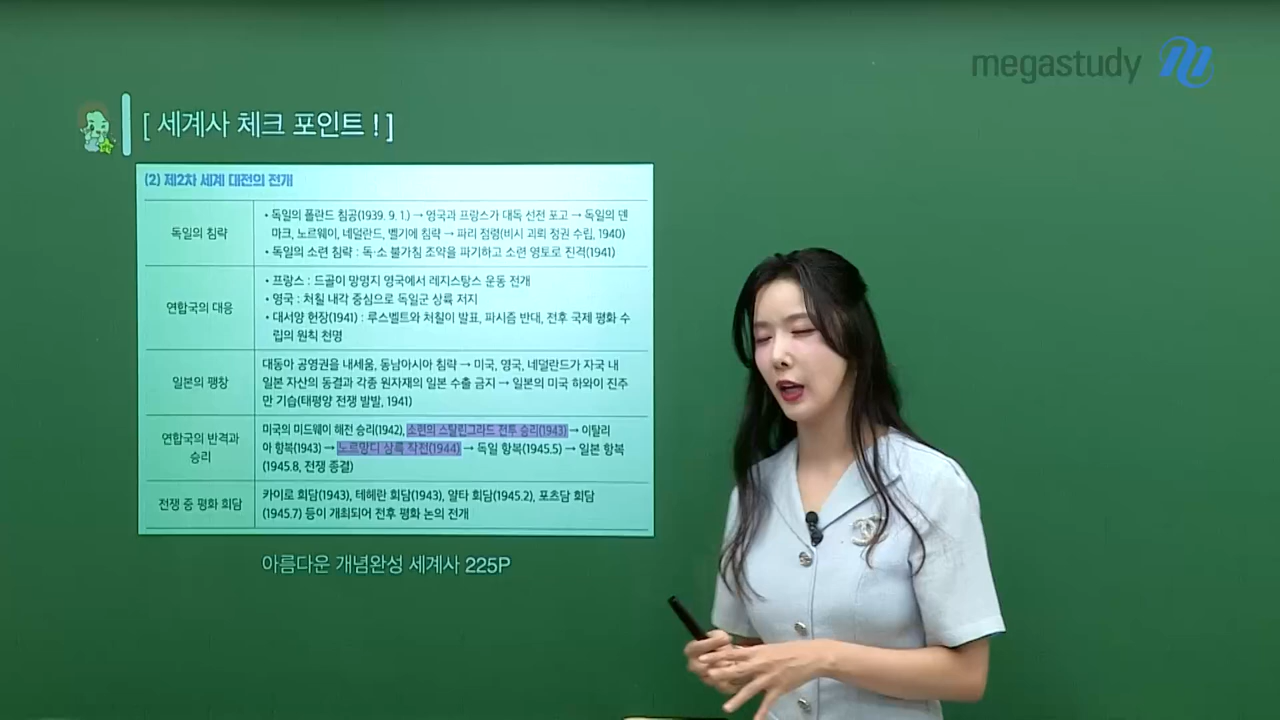 megastudy
[ 세계사 체크 포인트 ! ]
(2) 제2차 세계 대전의 전개
독일의 침략
• 독일의 폴란드 침공(1939. 9. 1.) → 영국과 프랑스가 대독 선전 포고 → 독일의 덴
마크, 노르웨이, 네덜란드, 벨기에 침략 → 파리 점령(비시 괴뢰 정권 수립, 1940)
• 독일의 소련 침략 : 독·소 불가침 조약을 파기하고 소련 영토로 진격(1941)
연합국의 대응
• 프랑스 : 드골이 망명지 영국에서 레지스탕스 운동 전개
• 영국 : 처칠 내각 중심으로 독일군 상륙 저지
• 대서양 헌장(1941) : 루스벨트와 처칠이 발표, 파시즘 반대, 전후 국제 평화 수
립의 원칙 천명
일본의 팽창
대동아 공영권을 내세움, 동남아시아 침략 → 미국, 영국, 네덜란드가 자국 내
일본 자산의 동결과 각종 원자재의 일본 수출 금지 → 일본의 미국 하와이 진주
만 기습(태평양 전쟁 발발, 1941)
연합국의 반격과
승리
미국의 미드웨이 해전 승리(1942), 소련의 스탈린그라드 전투 승리(1943) → 이탈리
아 항복(1943) → 노르망디 상륙 작전(1944) → 독일 항복(1945.5) → 일본 항복
(1945.8, 전쟁 종결)
전쟁 중 평화 회담
카이로 회담(1943), 테헤란 회담(1943), 얄타 회담(1945.2), 포츠담 회담
(1945.7) 등이 개최되어 전후 평화 논의 전개
아름다운 개념완성 세계사 225P